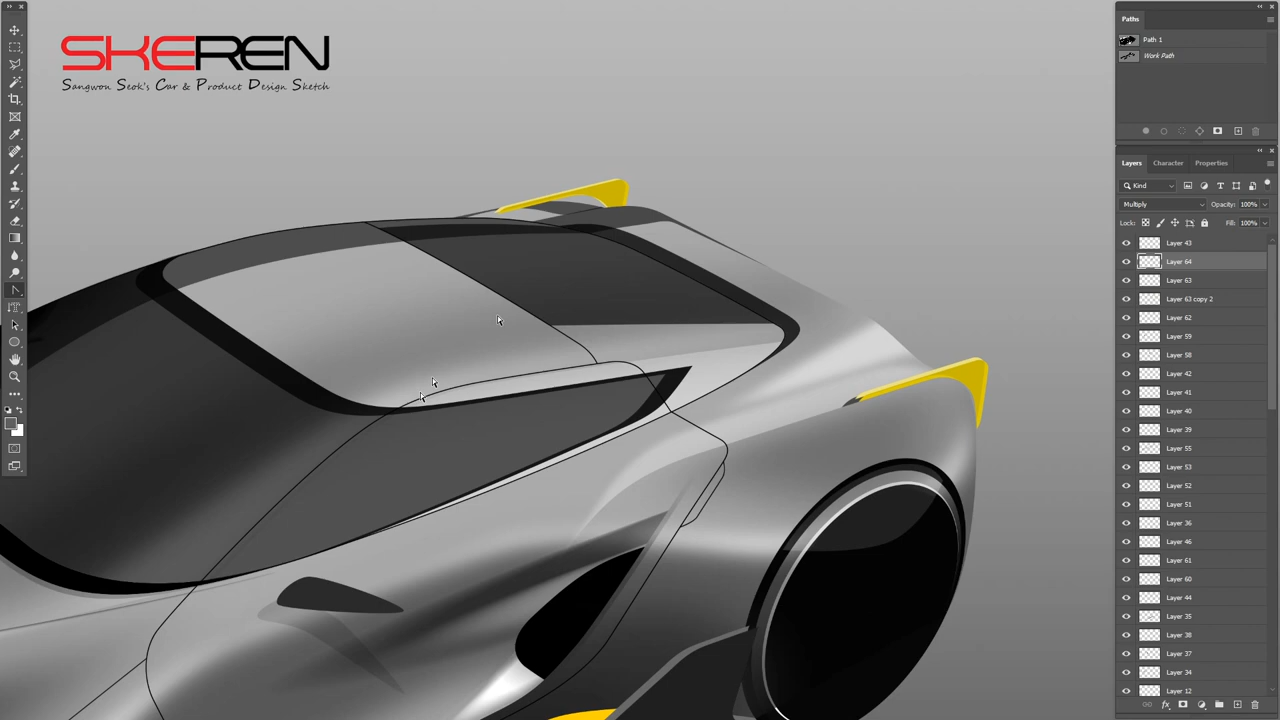 SKEREN
Sangwon Seok's Car & Product Design Sketch
Paths
Path 1
Work Path
Layers Character Properties
Kind
Multiply Opacity: 100%
Lock: Fill: 100%
Layer 43
Layer 64
Layer 63
Layer 63 copy 2
Layer 62
Layer 59
Layer 58
Layer 42
Layer 41
Layer 40
Layer 39
Layer 55
Layer 53
Layer 52
Layer 51
Layer 36
Layer 46
Layer 61
Layer 60
Layer 44
Layer 35
Layer 38
Layer 37
Layer 34
Layer 12